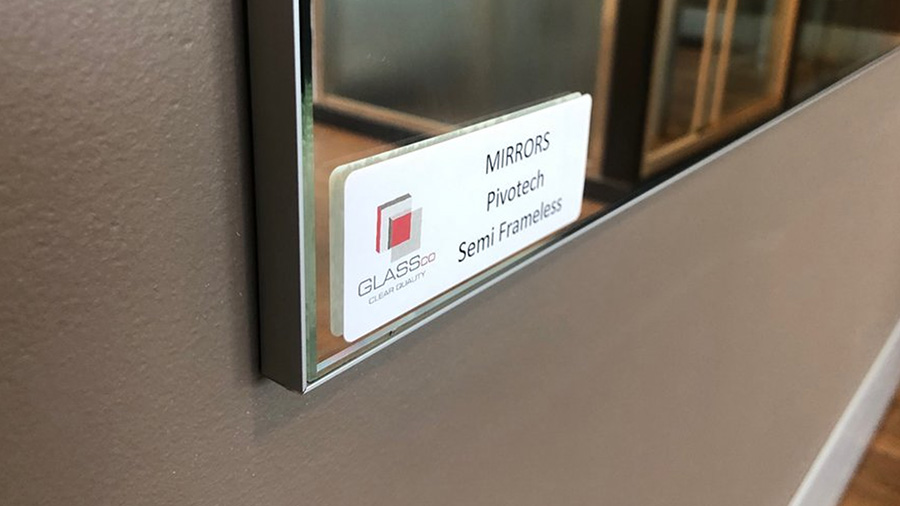 MIRRORS
Pivotech
Semi Frameless
GLASSCO
CLEAR QUALITY